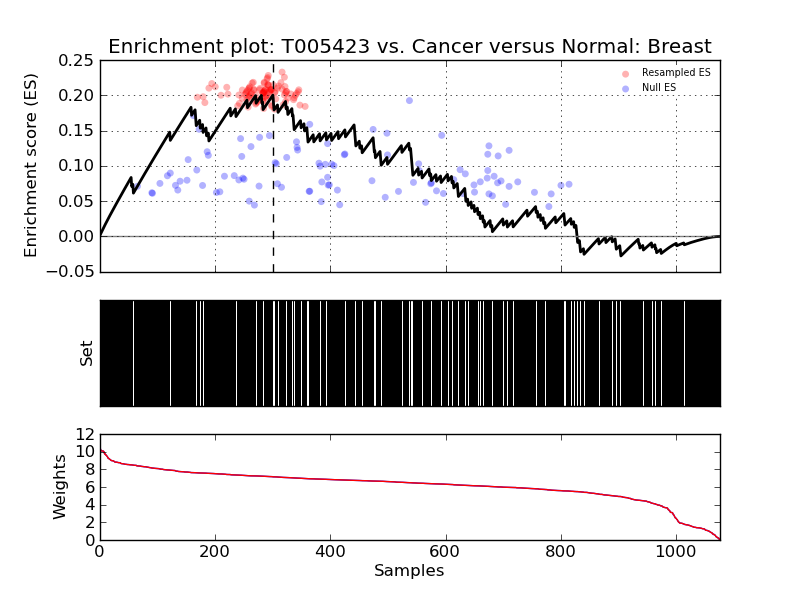 Enrichment plot: T005423 vs. Cancer versus Normal: Breast
Enrichment score (ES)
0.25
0.20
0.15
0.10
0.05
0.00
−0.05
Resampled ES
Null ES
Set
Weights
12
10
8
6
4
2
0
0 200 400 600 800 1000
Samples